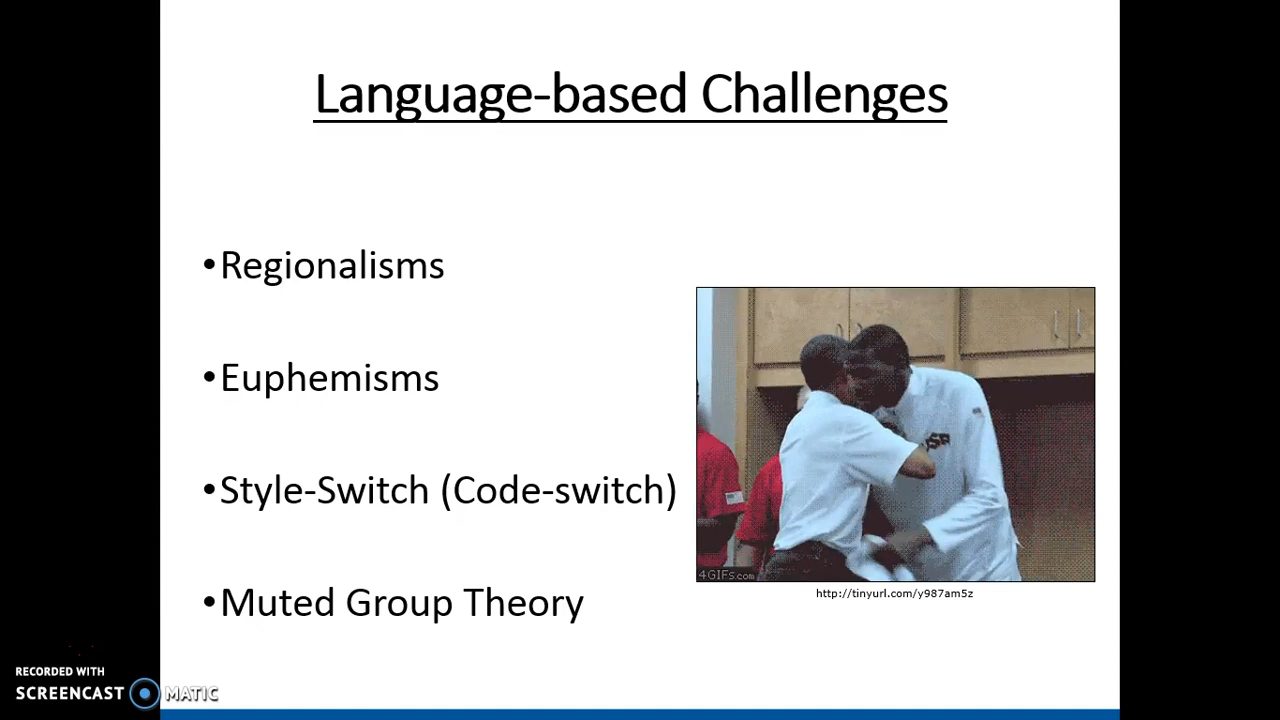 Language-based Challenges
•Regionalisms
•Euphemisms
•Style-Switch (Code-switch)
•Muted Group Theory
4GIFs.com
http://tinyurl.com/y987am5z
RECORDED WITH
SCREENCAST MATIC